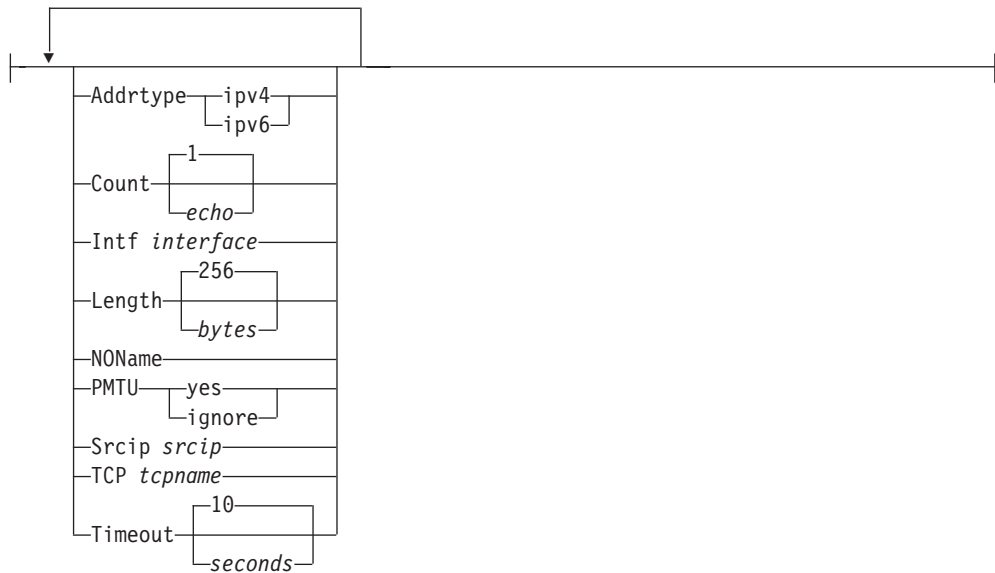 Addrtype ipv4
ipv6
1
Count
echo
Intf interface
256
Length
bytes
NOName
PMTU yes
ignore
Srcip srcip
TCP tcpname
10
Timeout
seconds